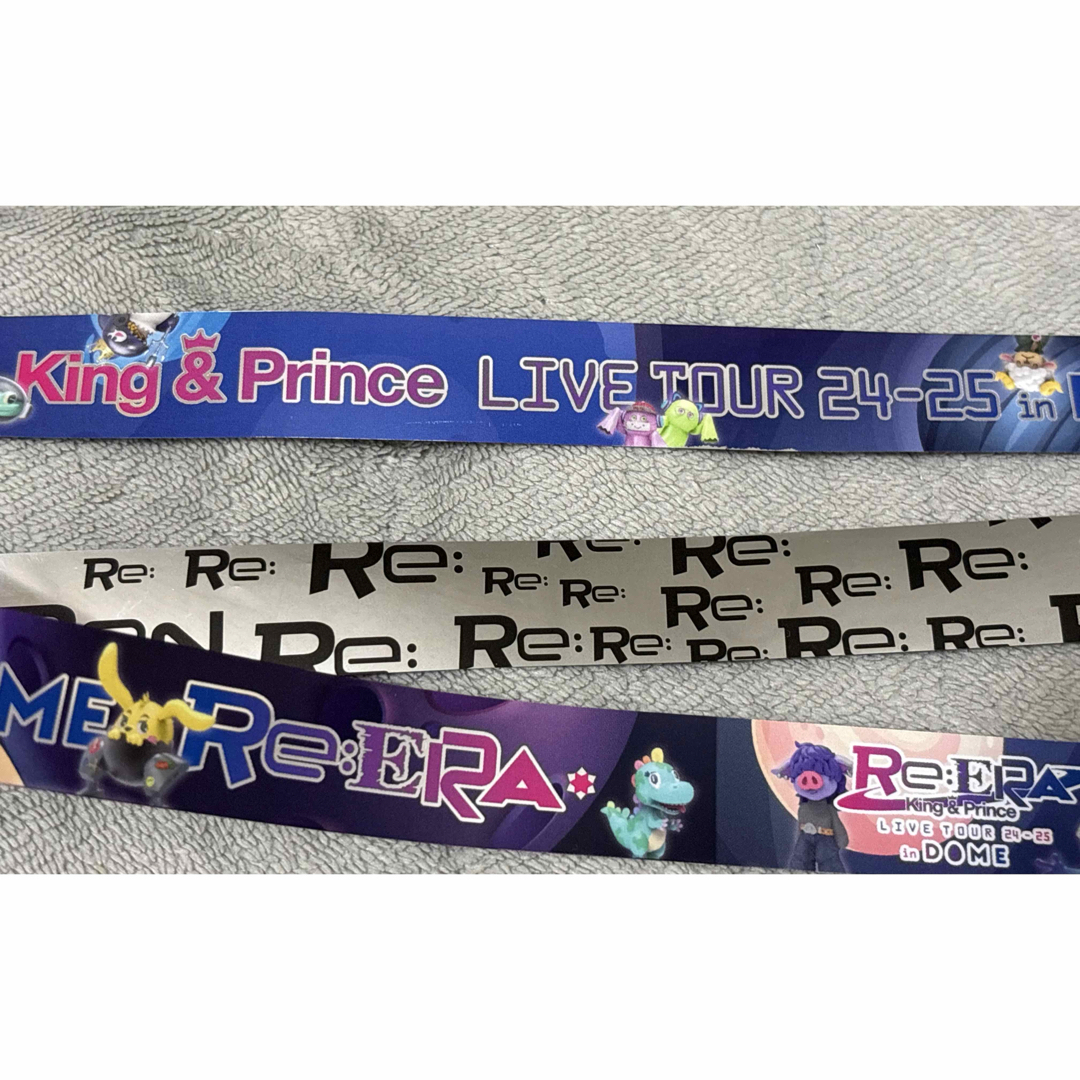 King & Prince LIVE TOUR 24-25 in
Re: Re: Re: Re: Re: Re: Re: Re:
Re: Re: Re: Re: Re: Re: Re: Re: Re:
ME Re:ERA
Re:ERA
King & Prince
LIVE TOUR 24-25
in DOME